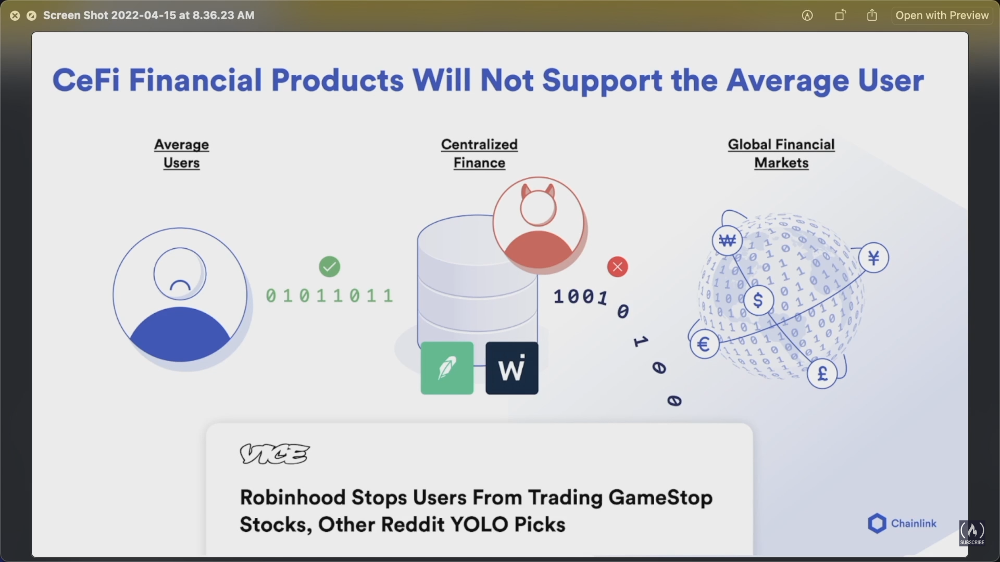 Screen Shot 2022-04-15 at 8.36.23 AM
Open with Preview
CeFi Financial Products Will Not Support the Average User
Average
Users
Centralized
Finance
Global Financial
Markets
01011011
1001
0
1
0
0
₩
¥
$
€
£
W
VICE
Robinhood Stops Users From Trading GameStop
Stocks, Other Reddit YOLO Picks
Chainlink
SUBSCRIBE